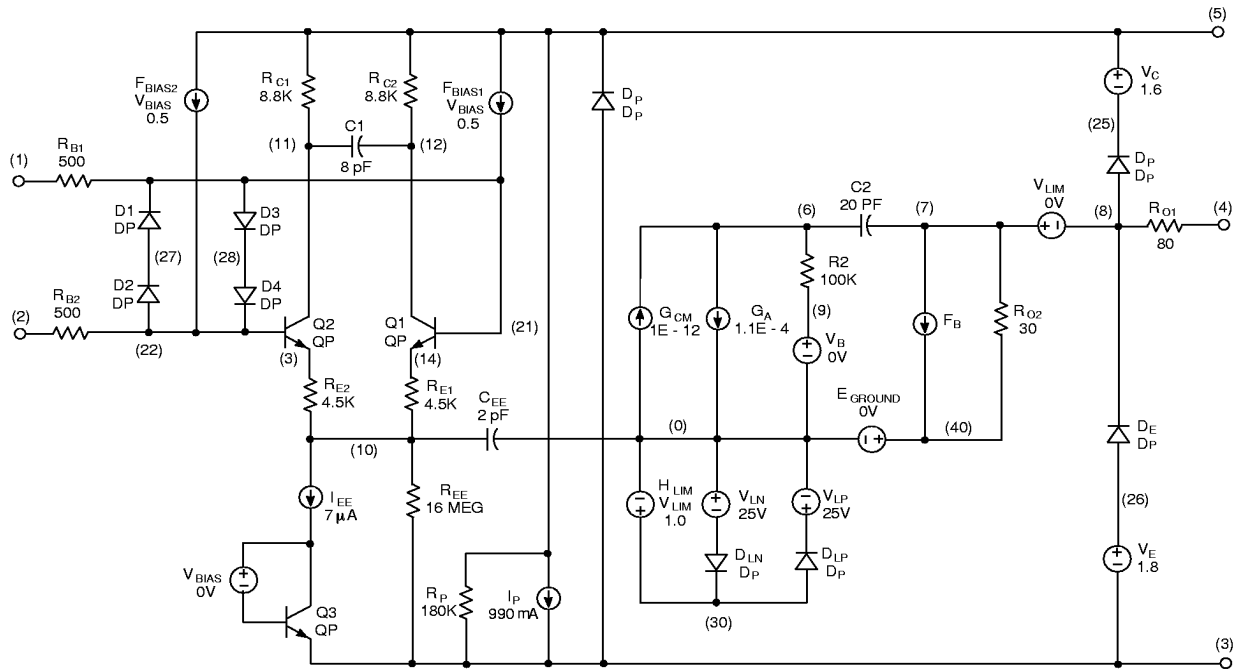 (5)
F_BIAS2
V_BIAS
0.5
R_C1
8.8K
R_C2
8.8K
F_BIAS1
V_BIAS
0.5
D_P
D_P
V_C
1.6
(25)
C1
(11)
(12)
8 pF
(1)
R_B1
500
D_P
D_P
D1
DP
D3
DP
(27)
(28)
D2
DP
D4
DP
(2)
R_B2
500
(22)
Q2
QP
(3)
Q1
QP
(14)
(21)
C2
20 PF
(6)
(7)
V_LIM
0V
(8)
R_O1
80
(4)
R2
100K
(9)
G_CM
1E - 12
G_A
1.1E - 4
V_B
0V
F_B
R_O2
30
R_E2
4.5K
R_E1
4.5K
C_EE
2 pF
E_GROUND
0V
(10)
(0)
(40)
D_E
D_P
I_EE
7 µA
R_EE
16 MEG
H_LIM
V_LIM
1.0
V_LN
25V
V_LP
25V
(26)
V_BIAS
0V
Q3
QP
R_P
180K
I_P
990 mA
D_LN
D_P
D_LP
D_P
V_E
1.8
(30)
(3)